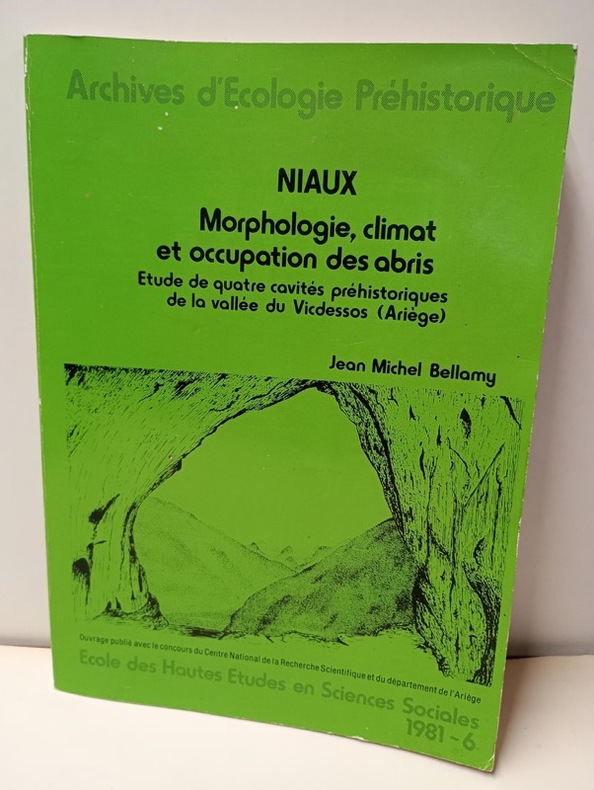 Archives d'Ecologie Préhistorique
NIAUX
Morphologie, climat
et occupation des abris
Etude de quatre cavités préhistoriques
de la vallée du Vicdessos (Ariège)
Jean Michel Bellamy
Ouvrage publié avec le concours du Centre National de la Recherche Scientifique et du département de l'Ariège
Ecole des Hautes Etudes en Sciences Sociales
1981-6